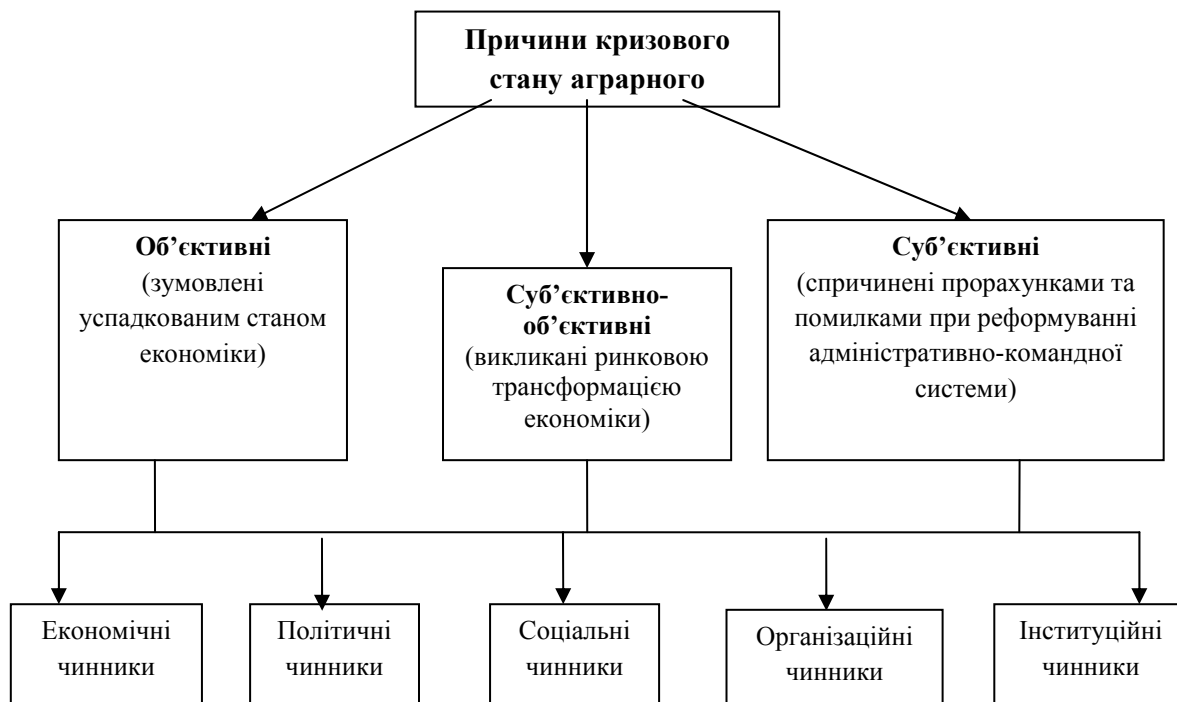 Причини кризового
стану аграрного
Об’єктивні
(зумовлені
успадкованим станом
економіки)
Суб’єктивно-
об’єктивні
(викликані ринковою
трансформацією
економіки)
Суб’єктивні
(спричинені прорахунками та
помилками при реформуванні
адміністративно-командної
системи)
Економічні
чинники
Політичні
чинники
Соціальні
чинники
Організаційні
чинники
Інституційні
чинники